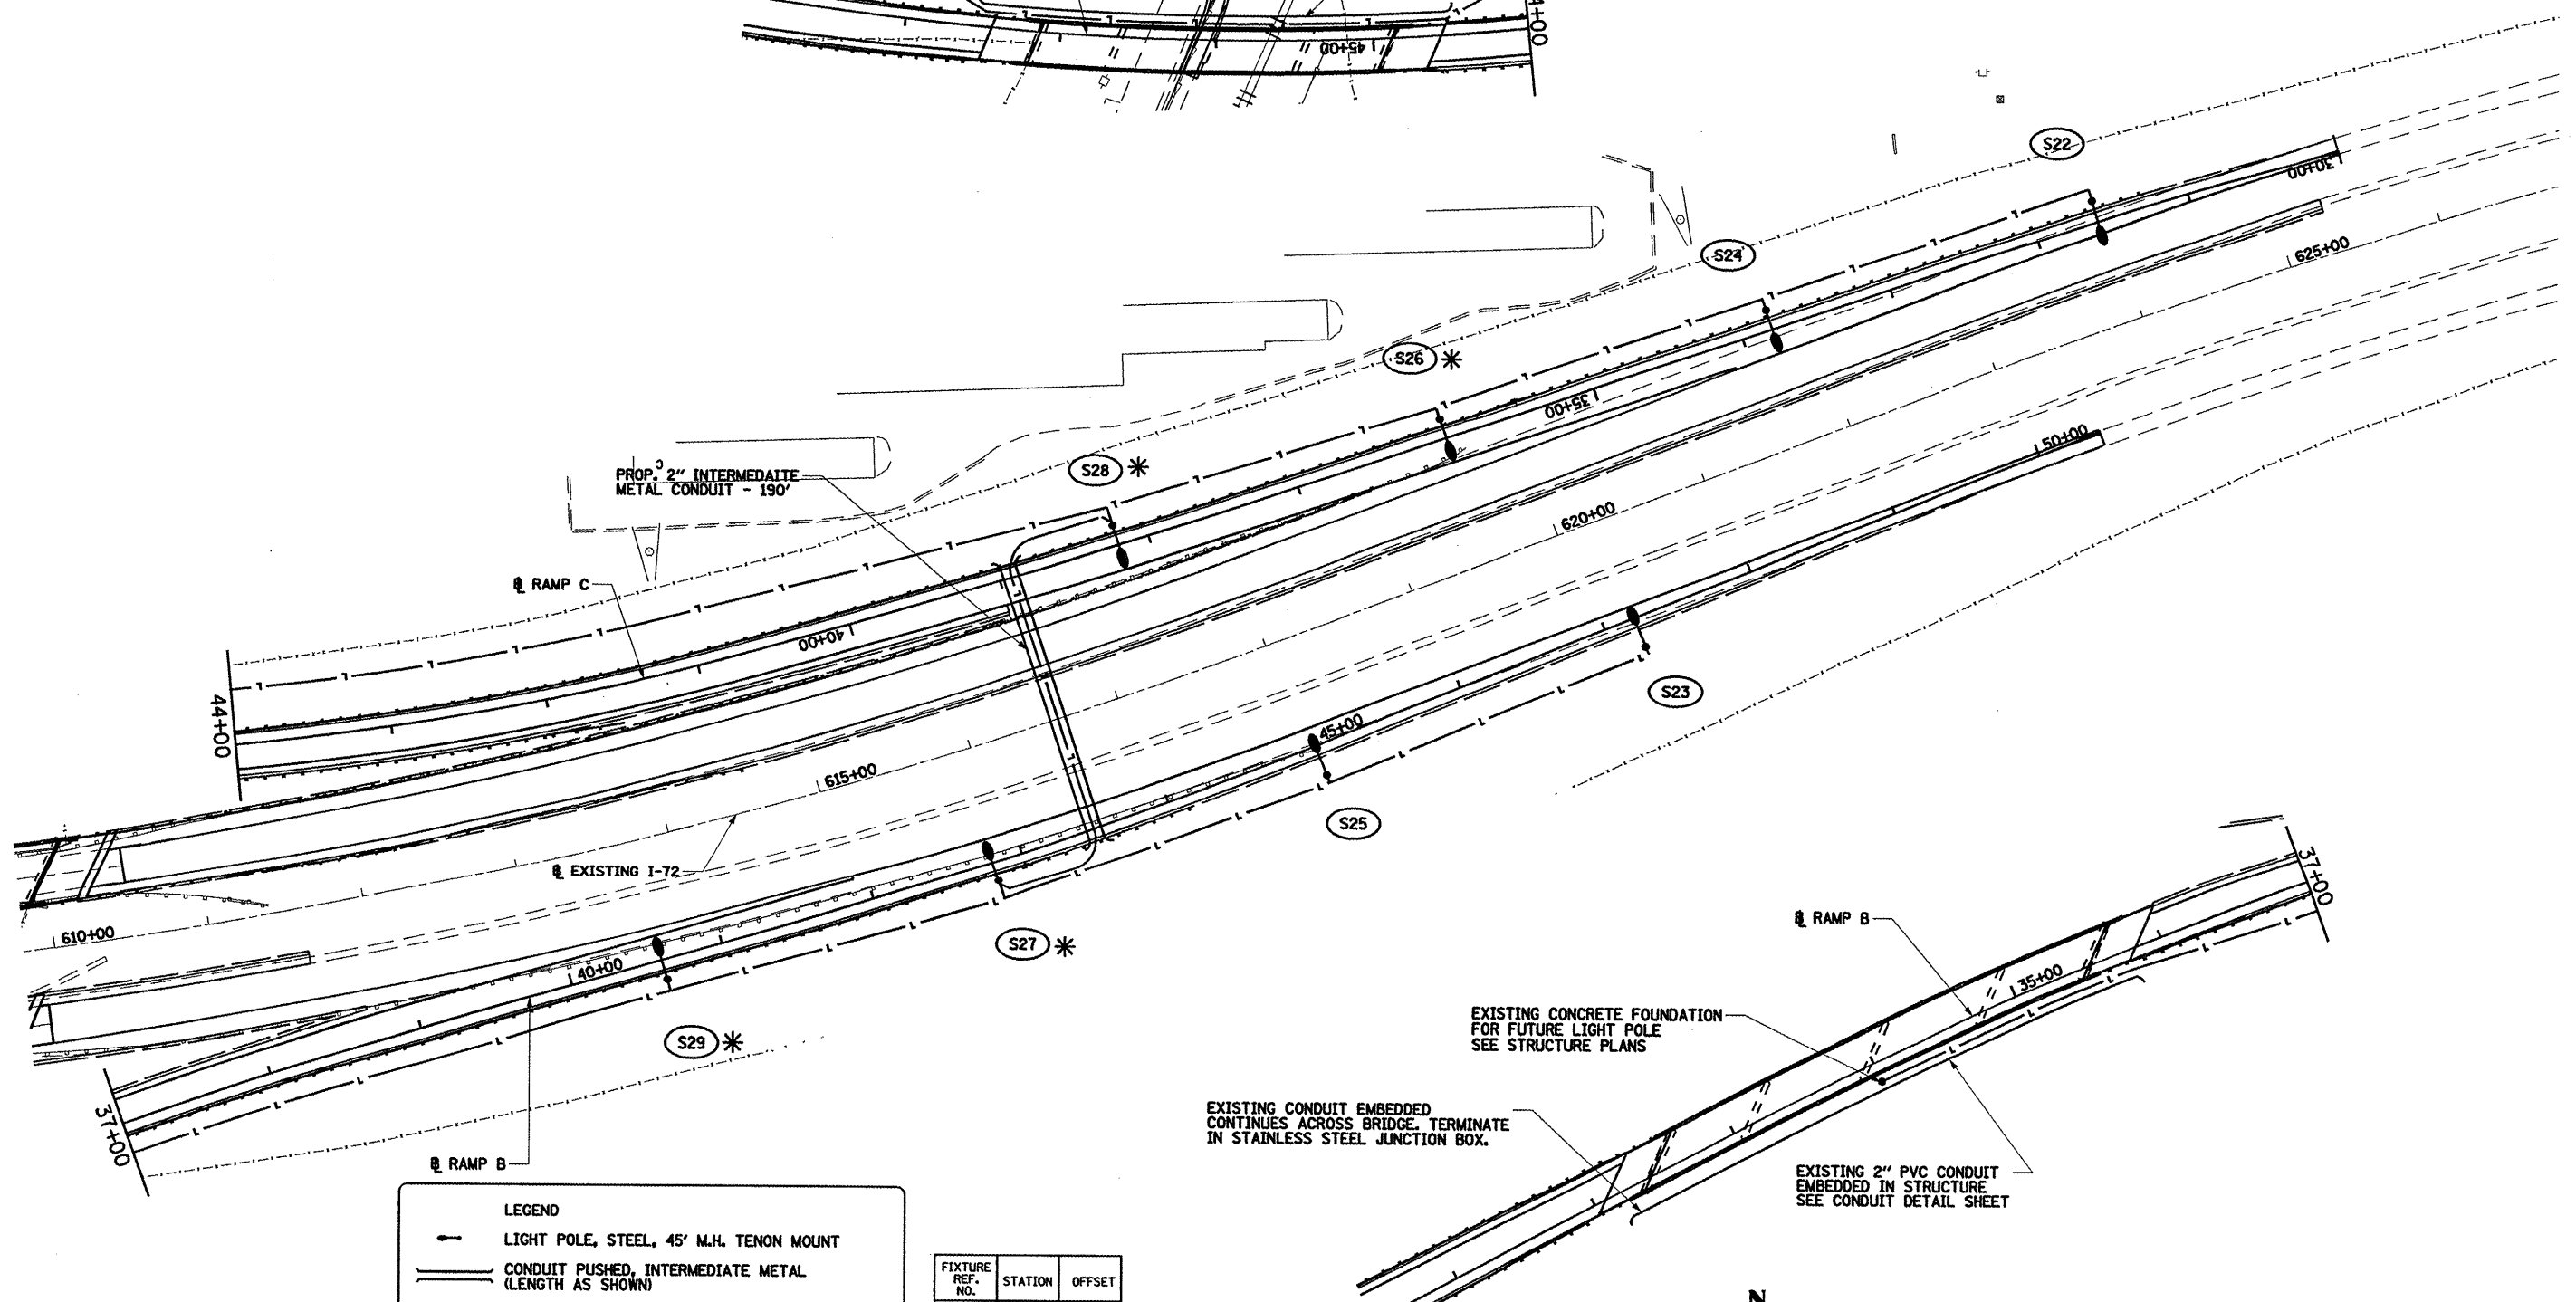 4+00
45+00
S22
30+00
625+00
S24
S26 *
35+00
50+00
PROP. 2" INTERMEDAITE
METAL CONDUIT - 190'
S28 *
620+00
℄ RAMP C
40+00
44+00
S23
45+00
615+00
S25
℄ EXISTING I-72
610+00
S27 *
40+00
S29 *
37+00
℄ RAMP B
37+00
℄ RAMP B
35+00
EXISTING CONCRETE FOUNDATION
FOR FUTURE LIGHT POLE
SEE STRUCTURE PLANS
EXISTING CONDUIT EMBEDDED
CONTINUES ACROSS BRIDGE. TERMINATE
IN STAINLESS STEEL JUNCTION BOX.
EXISTING 2" PVC CONDUIT
EMBEDDED IN STRUCTURE
SEE CONDUIT DETAIL SHEET
LEGEND
LIGHT POLE, STEEL, 45' M.H. TENON MOUNT
CONDUIT PUSHED, INTERMEDIATE METAL
(LENGTH AS SHOWN)
FIXTURE
REF.
NO.
STATION
OFFSET
N